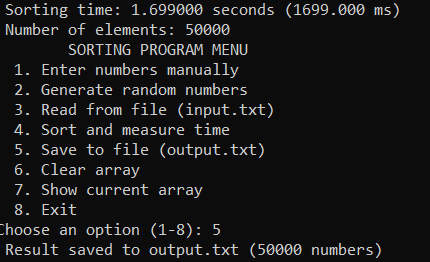 Sorting time: 1.699000 seconds (1699.000 ms)
Number of elements: 50000
SORTING PROGRAM MENU
1. Enter numbers manually
2. Generate random numbers
3. Read from file (input.txt)
4. Sort and measure time
5. Save to file (output.txt)
6. Clear array
7. Show current array
8. Exit
Choose an option (1-8): 5
Result saved to output.txt (50000 numbers)